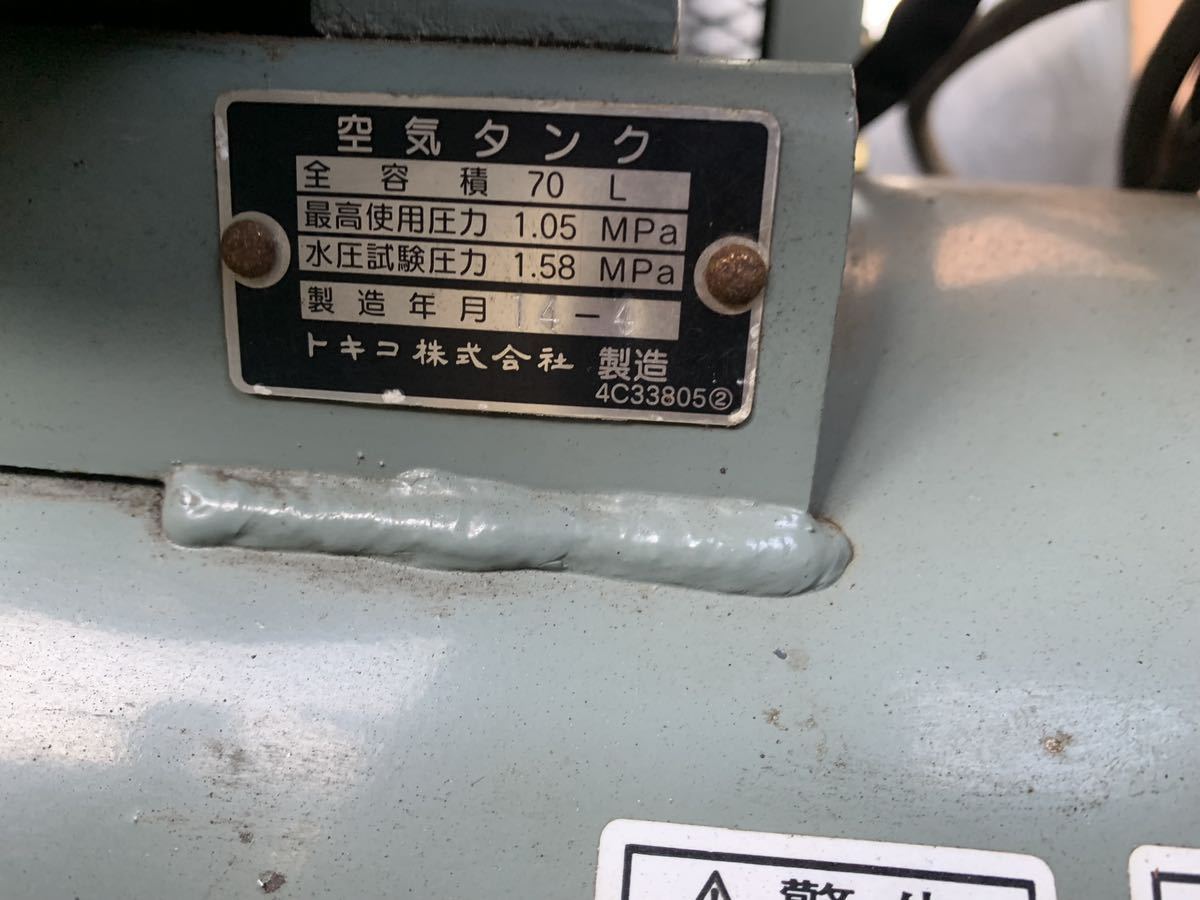 空気タンク
全容積 70 L
最高使用圧力 1.05 MPa
水圧試験圧力 1.58 MPa
製造年月 14-4
トキコ株式会社 製造
4C33805②
警告